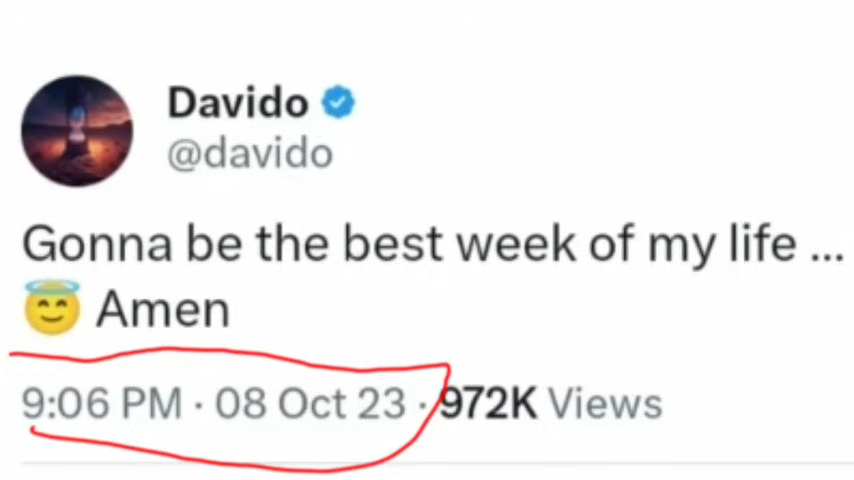 Davido
@davido
Gonna be the best week of my life ...
😇 Amen
9:06 PM · 08 Oct 23 · 972K Views